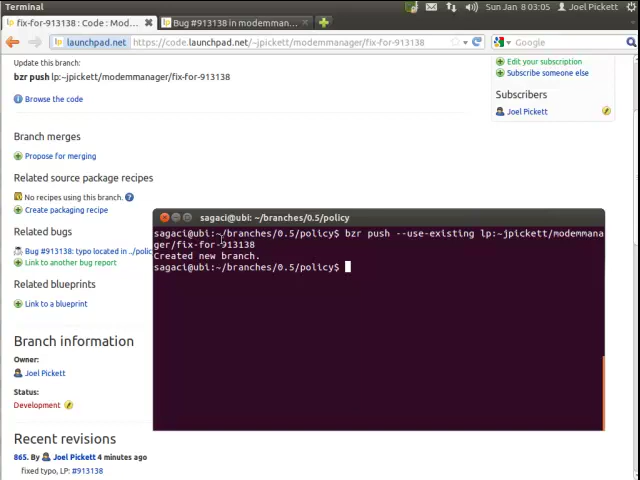 Terminal
Sun Jan 8 03:05 Joel Pickett
fix-for-913138 : Code : Mod...
Bug #913138 in modemman...
launchpad.net https://code.launchpad.net/~jpickett/modemmanager/fix-for-913138
Google
Update this branch:
bzr push lp:~jpickett/modemmanager/fix-for-913138
Browse the code
Edit your subscription
Subscribe someone else
Subscribers
Joel Pickett
Branch merges
Propose for merging
Related source package recipes
No recipes using this branch.
Create packaging recipe
Related bugs
Bug #913138: typo located in ../polic
Link to another bug report
Related blueprints
Link to a blueprint
Branch information
Owner:
Joel Pickett
Status:
Development
Recent revisions
865. By Joel Pickett 4 minutes ago
fixed typo, LP: #913138
sagaci@ubi: ~/branches/0.5/policy
sagaci@ubi:~/branches/0.5/policy$ bzr push --use-existing lp:~jpickett/modemmana
ger/fix-for-913138
Created new branch.
sagaci@ubi:~/branches/0.5/policy$